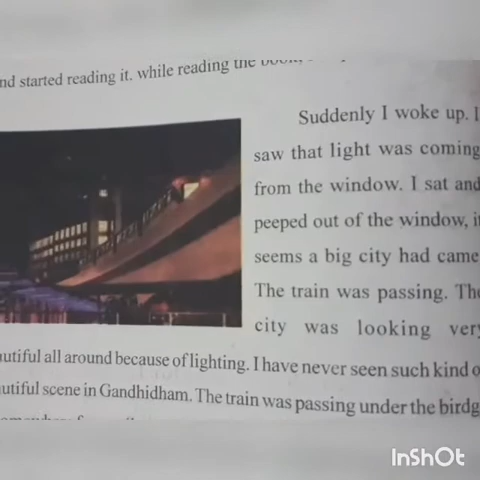 nd started reading it. while reading the
Suddenly I woke up. I
saw that light was coming
from the window. I sat and
peeped out of the window, it
seems a big city had came
The train was passing. The
city was looking very
utiful all around because of lighting. I have never seen such kind o
utiful scene in Gandhidham. The train was passing under the birdg
InShOt